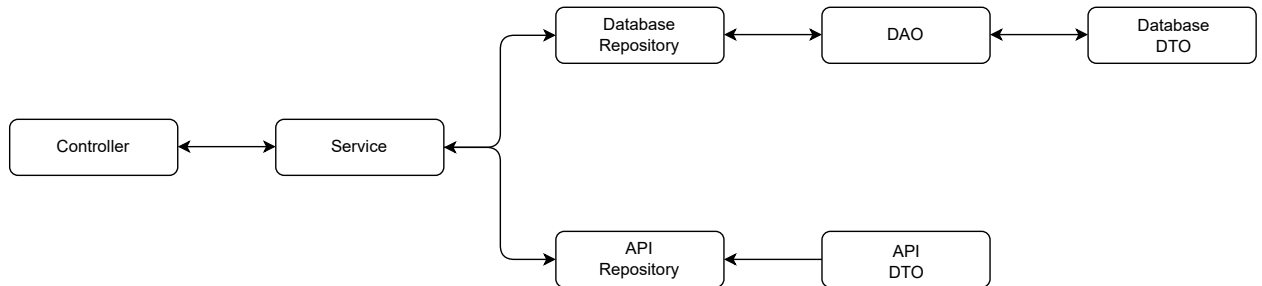 Database
Repository
DAO
Database
DTO
Controller
Service
API
Repository
API
DTO